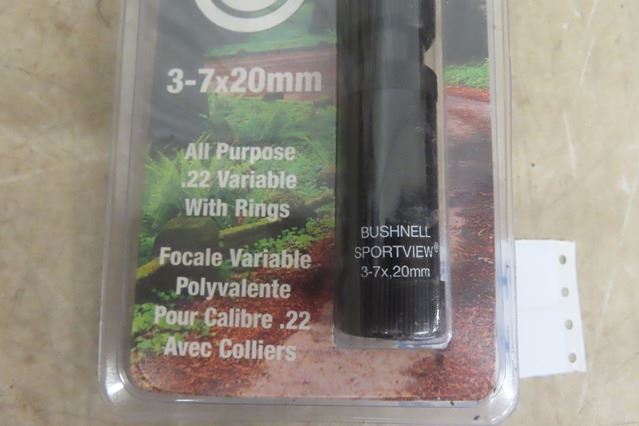 3-7x20mm
All Purpose
.22 Variable
With Rings
Focale Variable
Polyvalente
Pour Calibre .22
Avec Colliers
BUSHNELL
SPORTVIEW®
3-7x,20mm